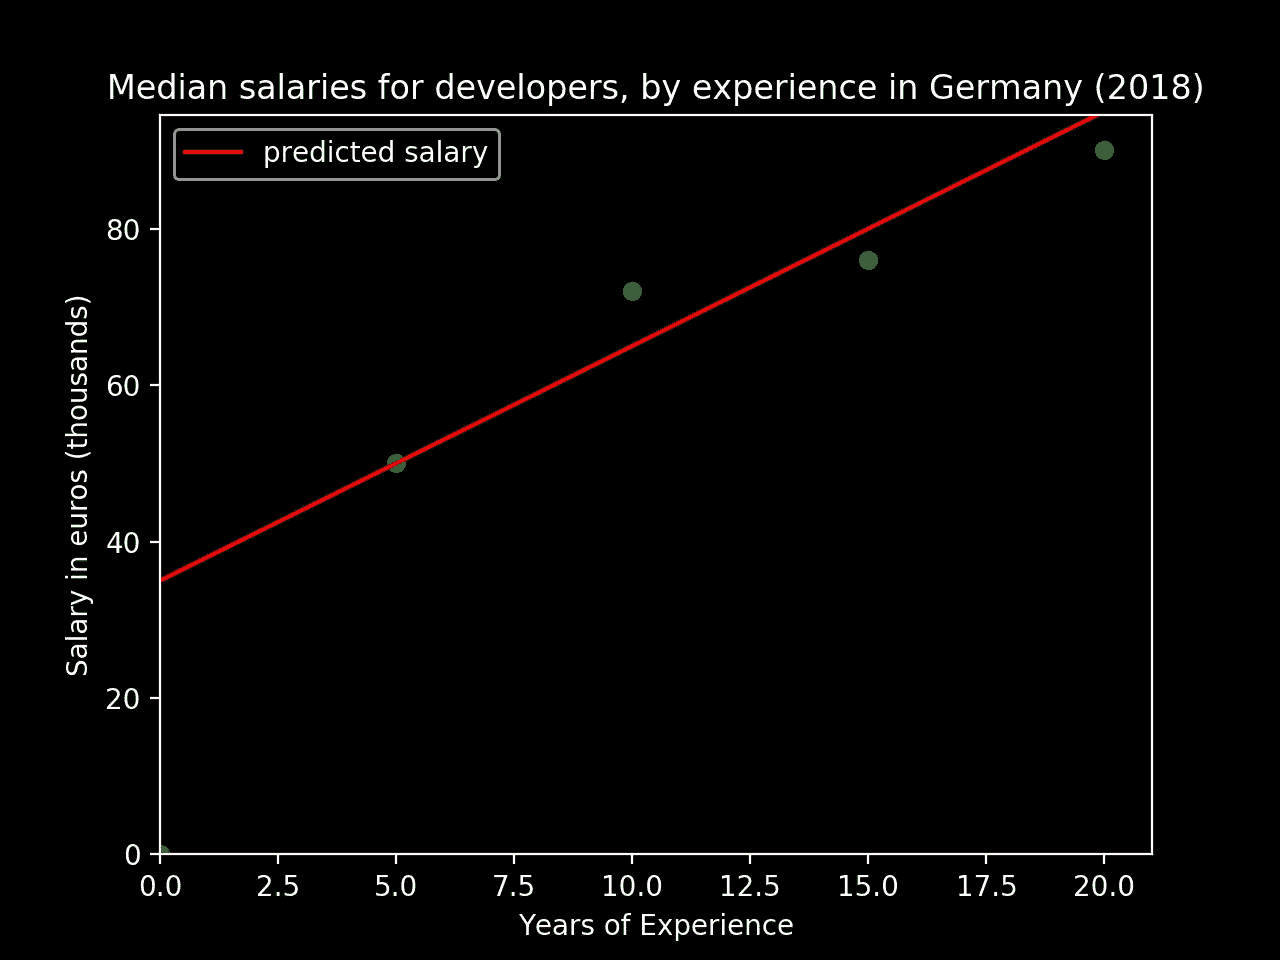 Median salaries for developers, by experience in Germany (2018)
predicted salary
80
60
40
20
0
Salary in euros (thousands)
0.0 2.5 5.0 7.5 10.0 12.5 15.0 17.5 20.0
Years of Experience